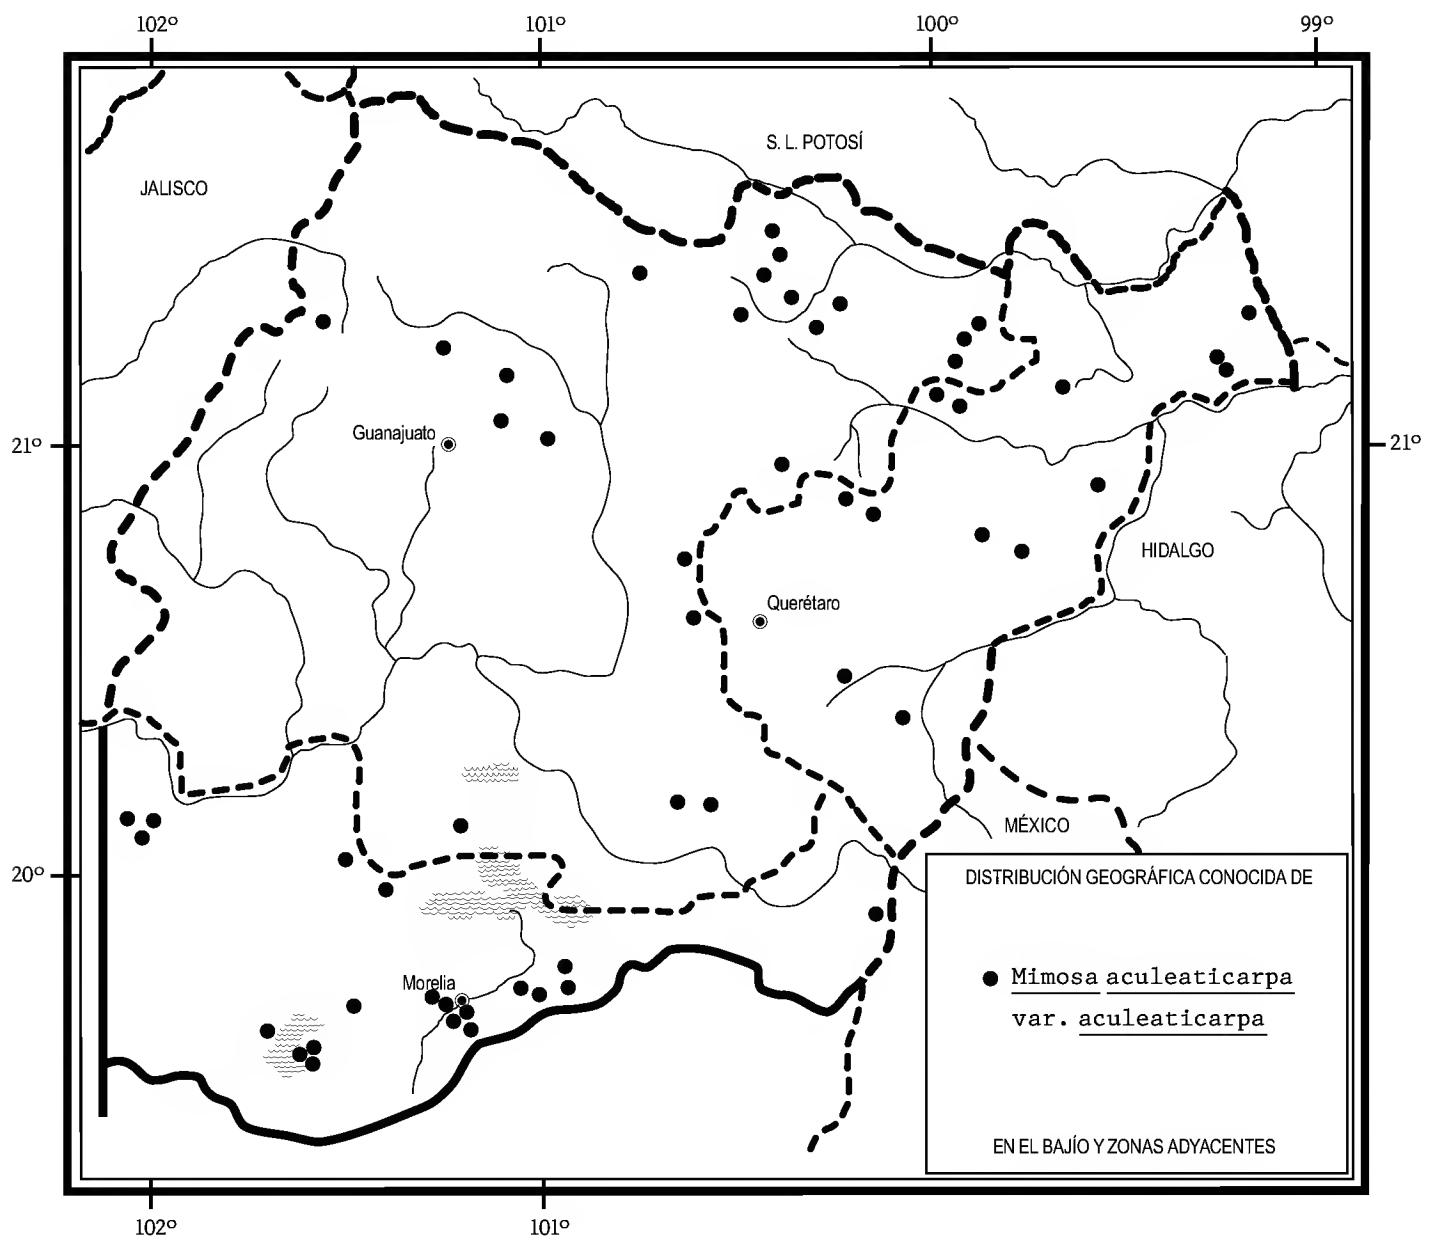 102º 101º 100º 99º
S. L. POTOSÍ
JALISCO
Guanajuato
21º 21º
HIDALGO
Querétaro
MÉXICO
20º
DISTRIBUCIÓN GEOGRÁFICA CONOCIDA DE
Mimosa aculeaticarpa
var. aculeaticarpa
EN EL BAJÍO Y ZONAS ADYACENTES
Morelia
102º 101º